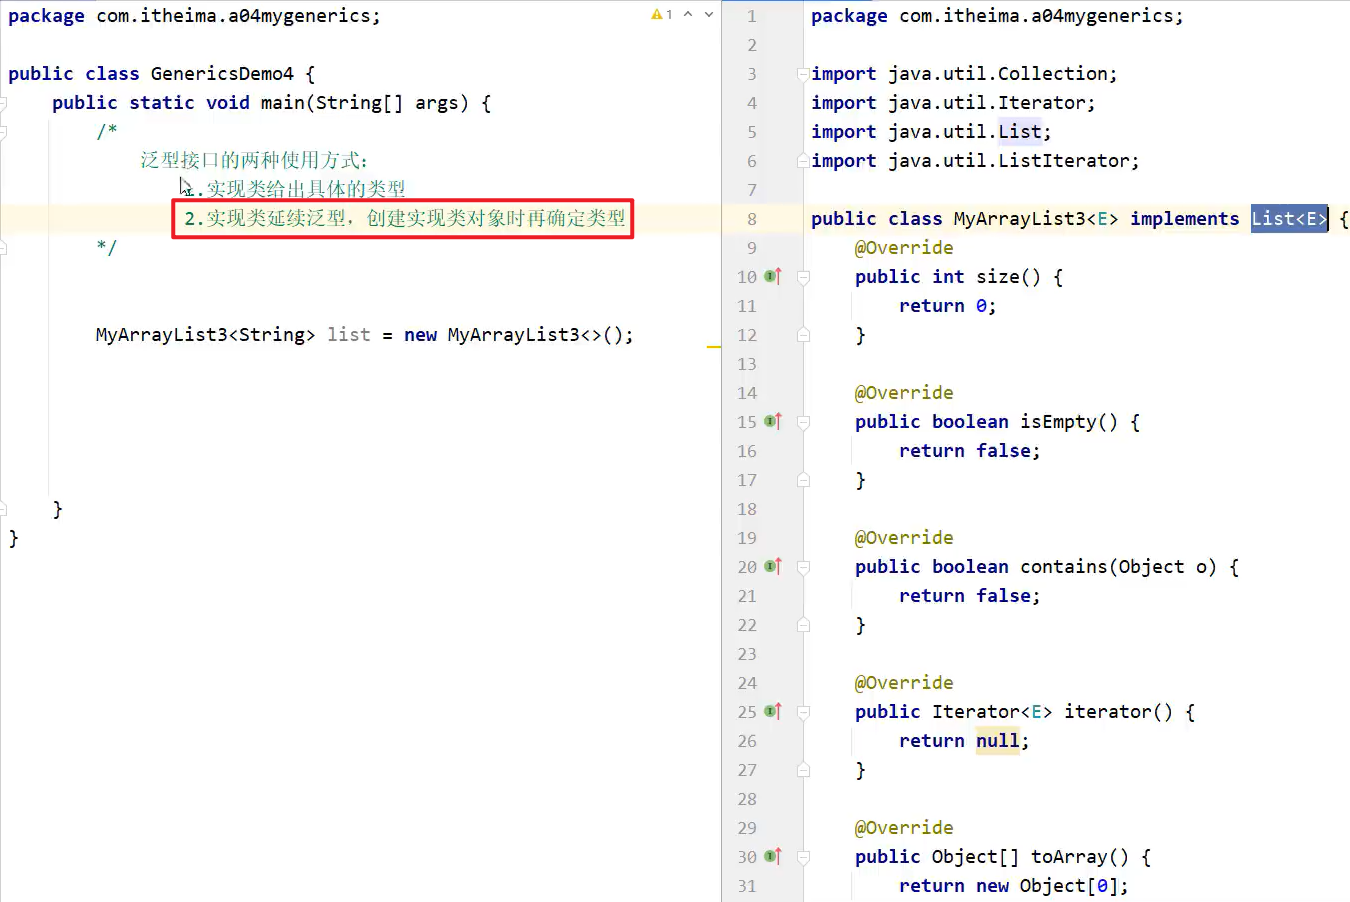 package com.itheima.a04mygenerics;
1
public class GenericsDemo4 {
public static void main(String[] args) {
/*
泛型接口的两种使用方式：
1.实现类给出具体的类型
2.实现类延续泛型，创建实现类对象时再确定类型
*/
MyArrayList3<String> list = new MyArrayList3<>();
}
}
1 package com.itheima.a04mygenerics;
2
3 import java.util.Collection;
4 import java.util.Iterator;
5 import java.util.List;
6 import java.util.ListIterator;
7
8 public class MyArrayList3<E> implements List<E> {
9 @Override
10 public int size() {
11 return 0;
12 }
13
14 @Override
15 public boolean isEmpty() {
16 return false;
17 }
18
19 @Override
20 public boolean contains(Object o) {
21 return false;
22 }
23
24 @Override
25 public Iterator<E> iterator() {
26 return null;
27 }
28
29 @Override
30 public Object[] toArray() {
31 return new Object[0];